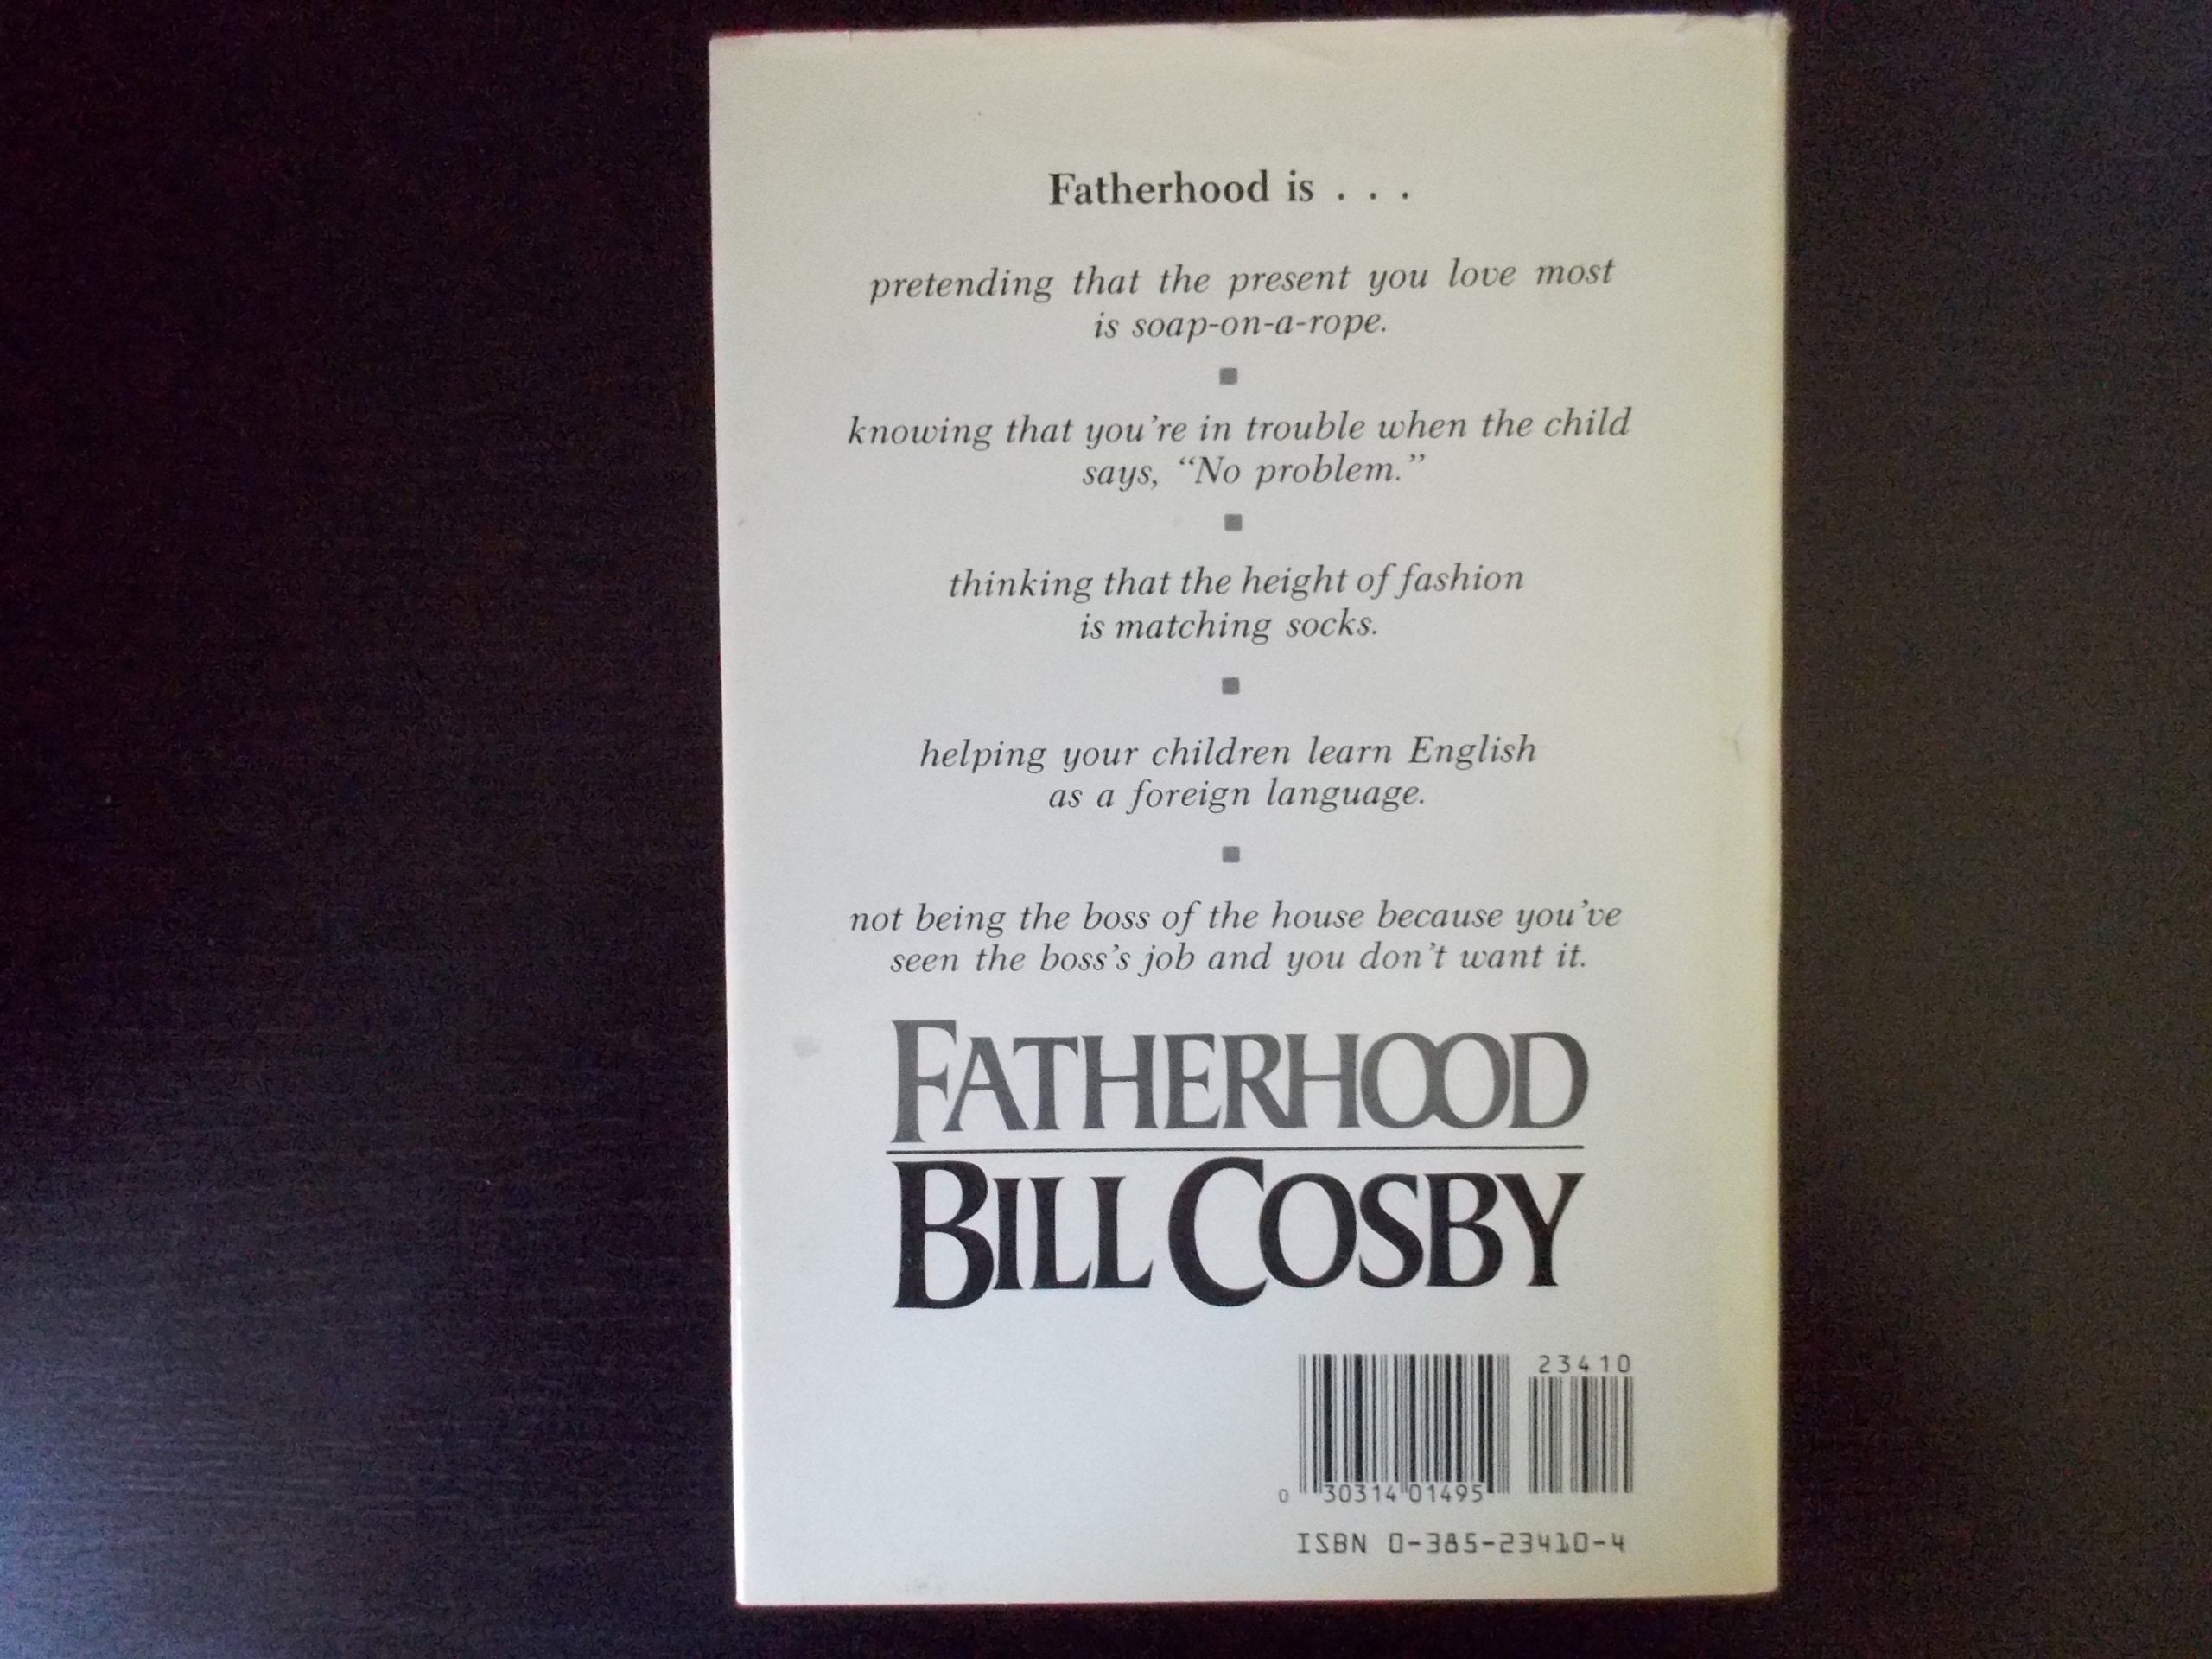 Fatherhood is . . .
pretending that the present you love most
is soap-on-a-rope.
knowing that you're in trouble when the child
says, “No problem.”
thinking that the height of fashion
is matching socks.
helping your children learn English
as a foreign language.
not being the boss of the house because you've
seen the boss's job and you don't want it.
FATHERHOOD
BILL COSBY
23410
0 30314 01495
ISBN 0-385-23410-4